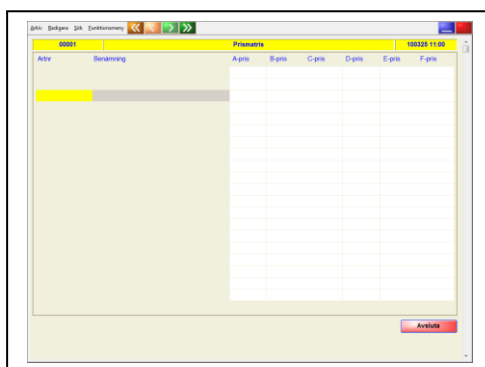 Arkiv Redigera Sök Funktionsmeny
00001 Prismatris 100325 11:00
Artnr Benämning A-pris B-pris C-pris D-pris E-pris F-pris
Avsluta